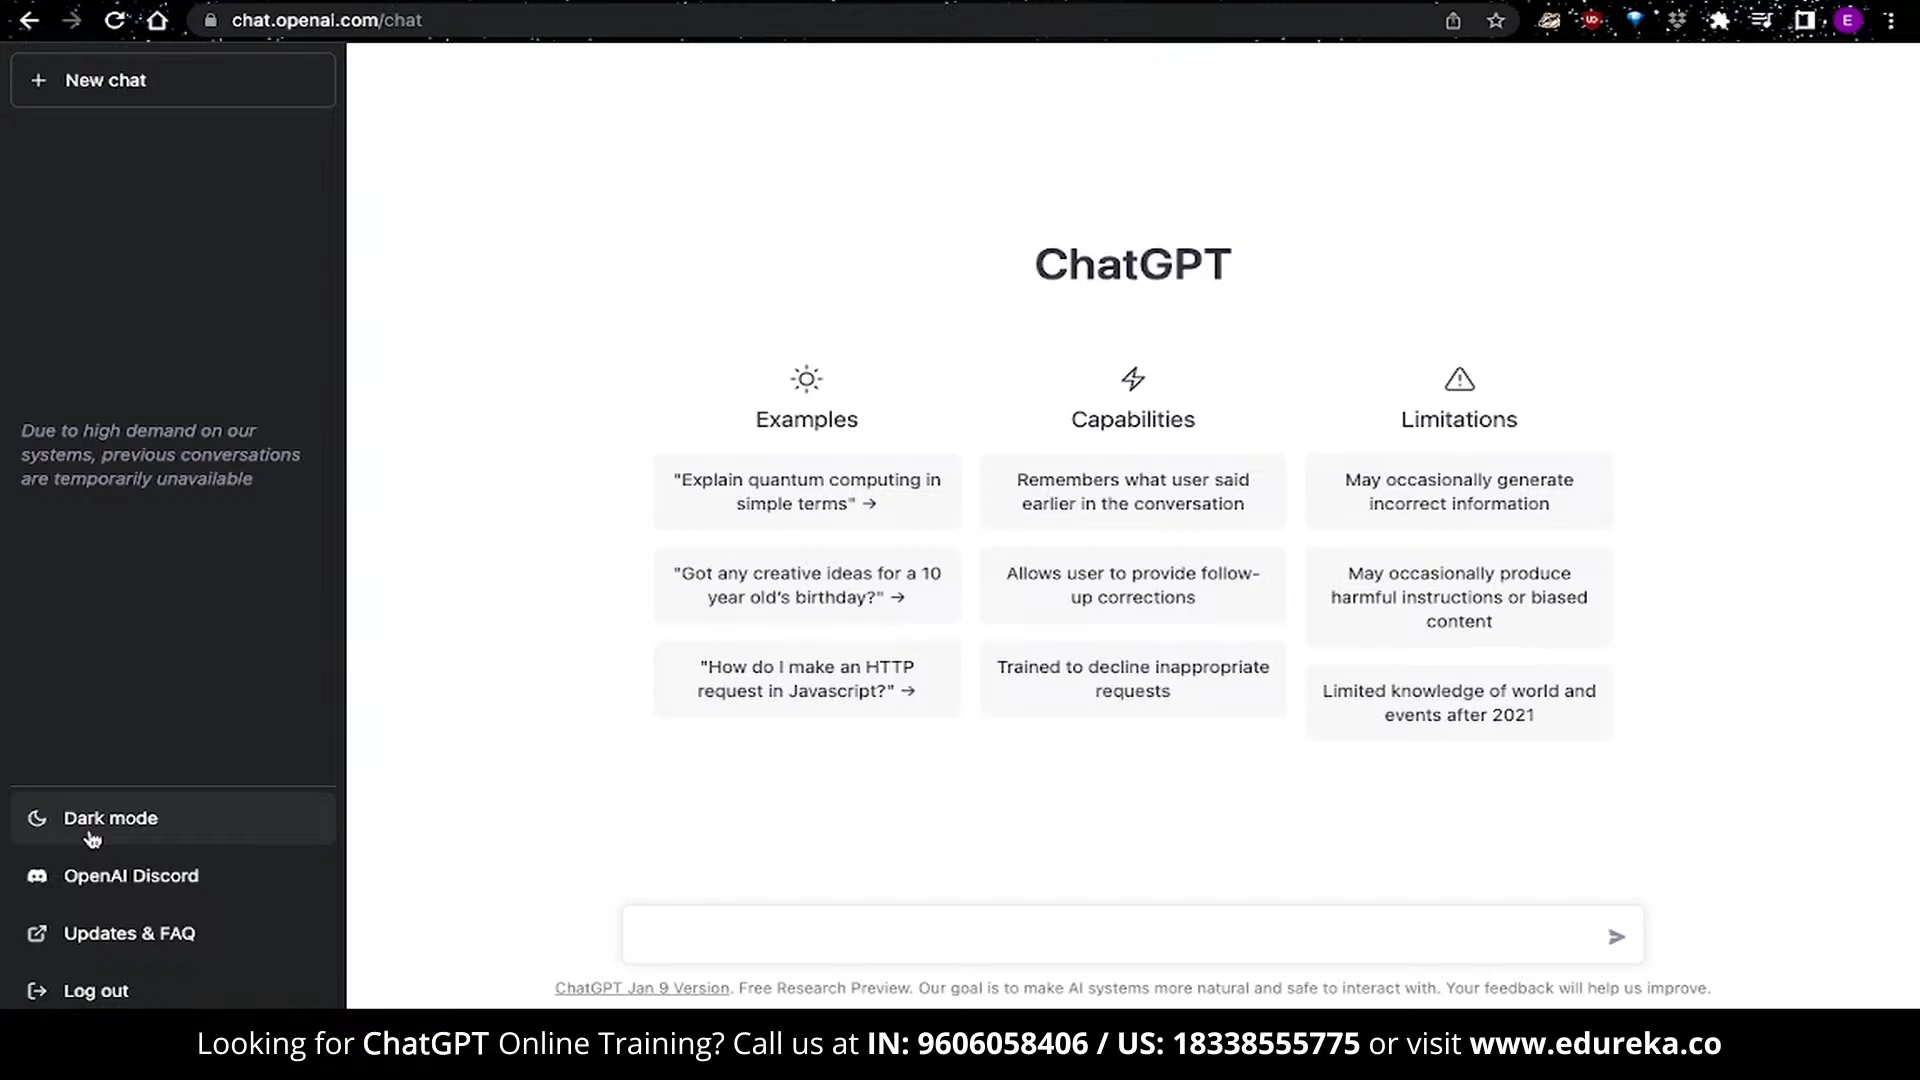 chat.openai.com/chat
E
+ New chat
Due to high demand on our
systems, previous conversations
are temporarily unavailable
Dark mode
OpenAI Discord
Updates & FAQ
Log out
ChatGPT
Examples
"Explain quantum computing in
simple terms" →
"Got any creative ideas for a 10
year old's birthday?" →
"How do I make an HTTP
request in Javascript?" →
Capabilities
Remembers what user said
earlier in the conversation
Allows user to provide follow-
up corrections
Trained to decline inappropriate
requests
Limitations
May occasionally generate
incorrect information
May occasionally produce
harmful instructions or biased
content
Limited knowledge of world and
events after 2021
ChatGPT Jan 9 Version. Free Research Preview. Our goal is to make AI systems more natural and safe to interact with. Your feedback will help us improve.
Looking for ChatGPT Online Training? Call us at IN: 9606058406 / US: 18338555775 or visit www.edureka.co